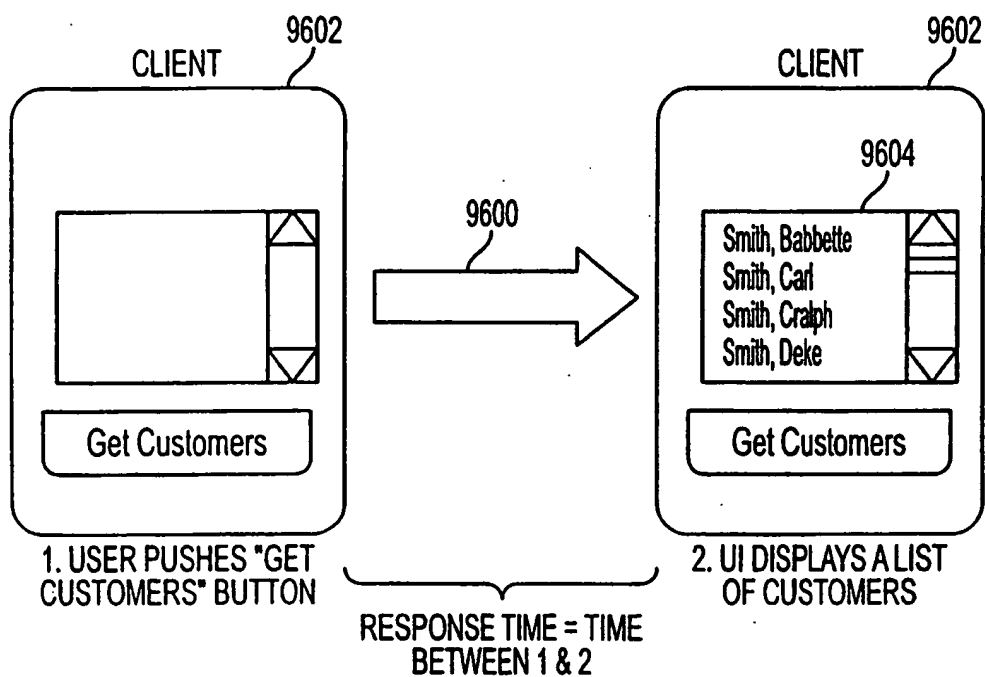 9602
CLIENT
Get Customers
1. USER PUSHES "GET
CUSTOMERS" BUTTON
9600
RESPONSE TIME = TIME
BETWEEN 1 & 2
9602
CLIENT
9604
Smith, Babbette
Smith, Carl
Smith, Cralph
Smith, Deke
Get Customers
2. UI DISPLAYS A LIST
OF CUSTOMERS